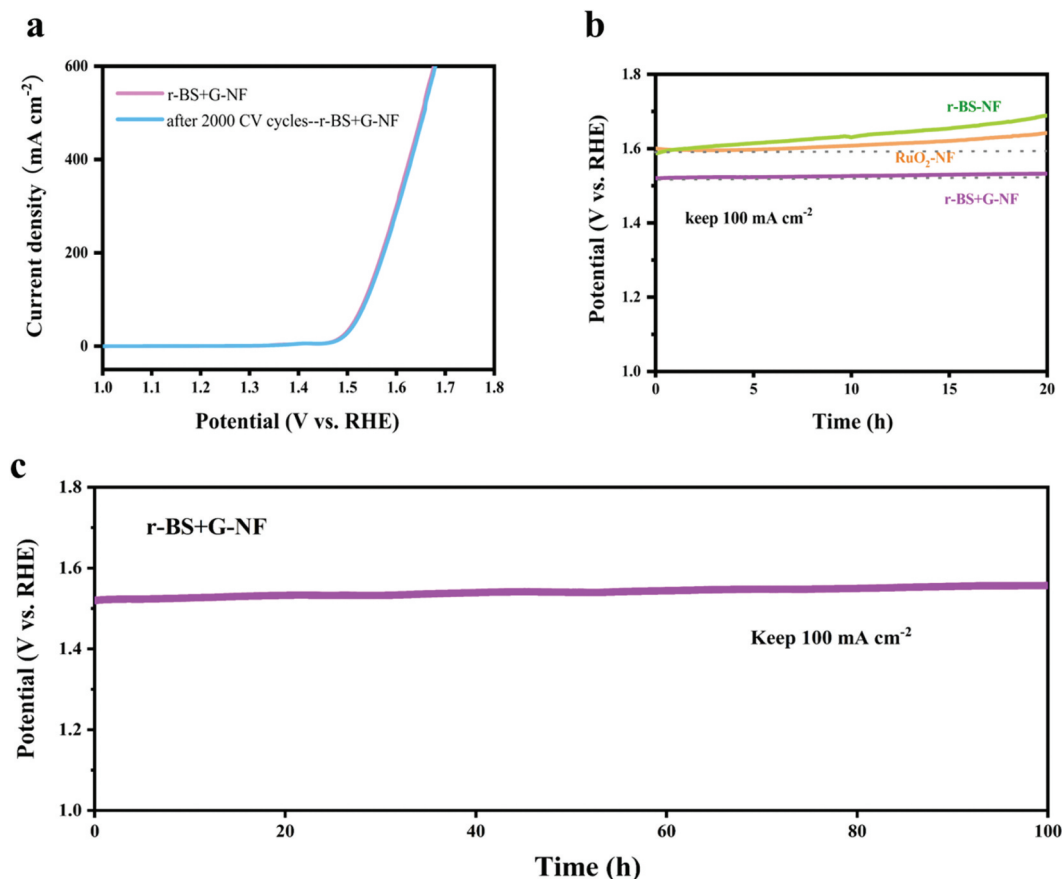 a
600
400
200
0
Current density (mA cm⁻²)
r-BS+G-NF
after 2000 CV cycles--r-BS+G-NF
1.0 1.1 1.2 1.3 1.4 1.5 1.6 1.7 1.8
Potential (V vs. RHE)
b
1.8
1.6
1.4
1.2
1.0
Potential (V vs. RHE)
r-BS-NF
RuO₂-NF
r-BS+G-NF
keep 100 mA cm⁻²
0 5 10 15 20
Time (h)
c
1.8
1.6
1.4
1.2
1.0
Potential (V vs. RHE)
r-BS+G-NF
Keep 100 mA cm⁻²
0 20 40 60 80 100
Time (h)